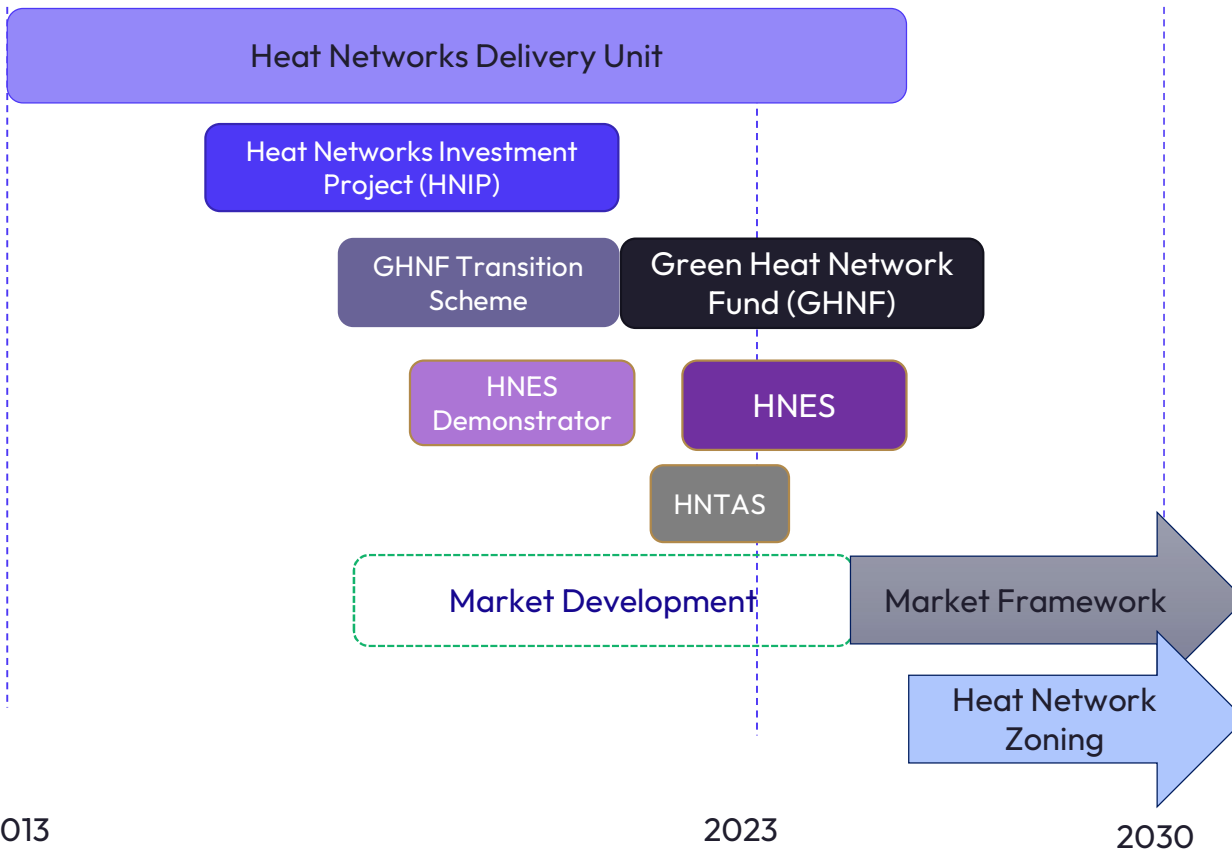 Heat Networks Delivery Unit
Heat Networks Investment
Project (HNIP)
GHNF Transition
Scheme
Green Heat Network
Fund (GHNF)
HNES
Demonstrator
HNES
HNTAS
Market Development
Market Framework
Heat Network
Zoning
013
2023
2030